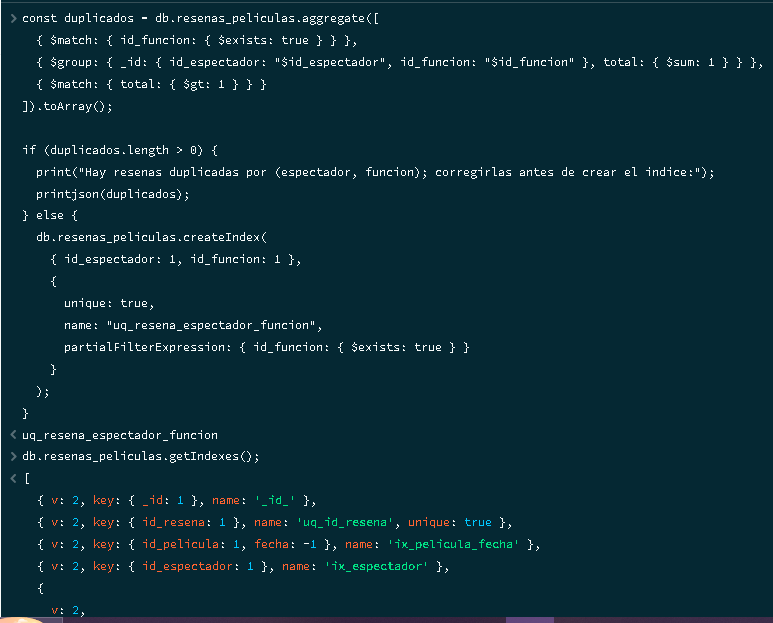 > const duplicados = db.resenas_peliculas.aggregate([
{ $match: { id_funcion: { $exists: true } } },
{ $group: { _id: { id_espectador: "$id_espectador", id_funcion: "$id_funcion" }, total: { $sum: 1 } } },
{ $match: { total: { $gt: 1 } } }
]).toArray();
if (duplicados.length > 0) {
print("Hay resenas duplicadas por (espectador, funcion); corregirlas antes de crear el indice:");
printjson(duplicados);
} else {
db.resenas_peliculas.createIndex(
{ id_espectador: 1, id_funcion: 1 },
{
unique: true,
name: "uq_resena_espectador_funcion",
partialFilterExpression: { id_funcion: { $exists: true } }
}
);
}
< uq_resena_espectador_funcion
> db.resenas_peliculas.getIndexes();
< [
{ v: 2, key: { _id: 1 }, name: '_id_' },
{ v: 2, key: { id_resena: 1 }, name: 'uq_id_resena', unique: true },
{ v: 2, key: { id_pelicula: 1, fecha: -1 }, name: 'ix_pelicula_fecha' },
{ v: 2, key: { id_espectador: 1 }, name: 'ix_espectador' },
{
v: 2,